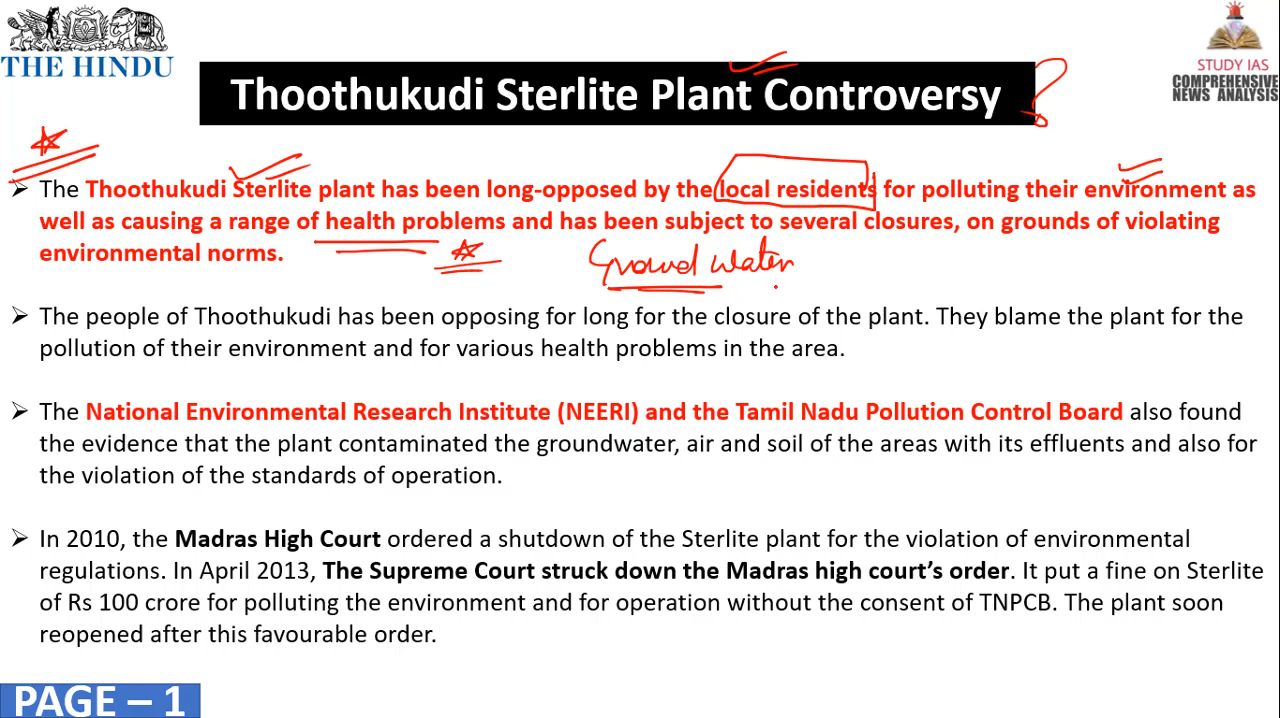 THE HINDU
STUDY IAS
COMPREHENSIVE
NEWS ANALYSIS
Thoothukudi Sterlite Plant Controversy ?
➢ The Thoothukudi Sterlite plant has been long-opposed by the local residents for polluting their environment as
well as causing a range of health problems and has been subject to several closures, on grounds of violating
environmental norms.
Ground water
➢ The people of Thoothukudi has been opposing for long for the closure of the plant. They blame the plant for the
pollution of their environment and for various health problems in the area.
➢ The National Environmental Research Institute (NEERI) and the Tamil Nadu Pollution Control Board also found
the evidence that the plant contaminated the groundwater, air and soil of the areas with its effluents and also for
the violation of the standards of operation.
➢ In 2010, the Madras High Court ordered a shutdown of the Sterlite plant for the violation of environmental
regulations. In April 2013, The Supreme Court struck down the Madras high court’s order. It put a fine on Sterlite
of Rs 100 crore for polluting the environment and for operation without the consent of TNPCB. The plant soon
reopened after this favourable order.
PAGE – 1